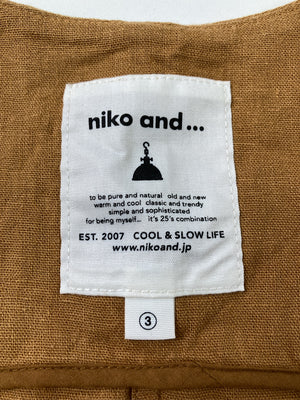 niko and ...
to be pure and natural old and new
warm and cool classic and trendy
simple and sophisticated
for being myself... it's 25's combination
EST. 2007 COOL & SLOW LIFE
www.nikoand.jp
③